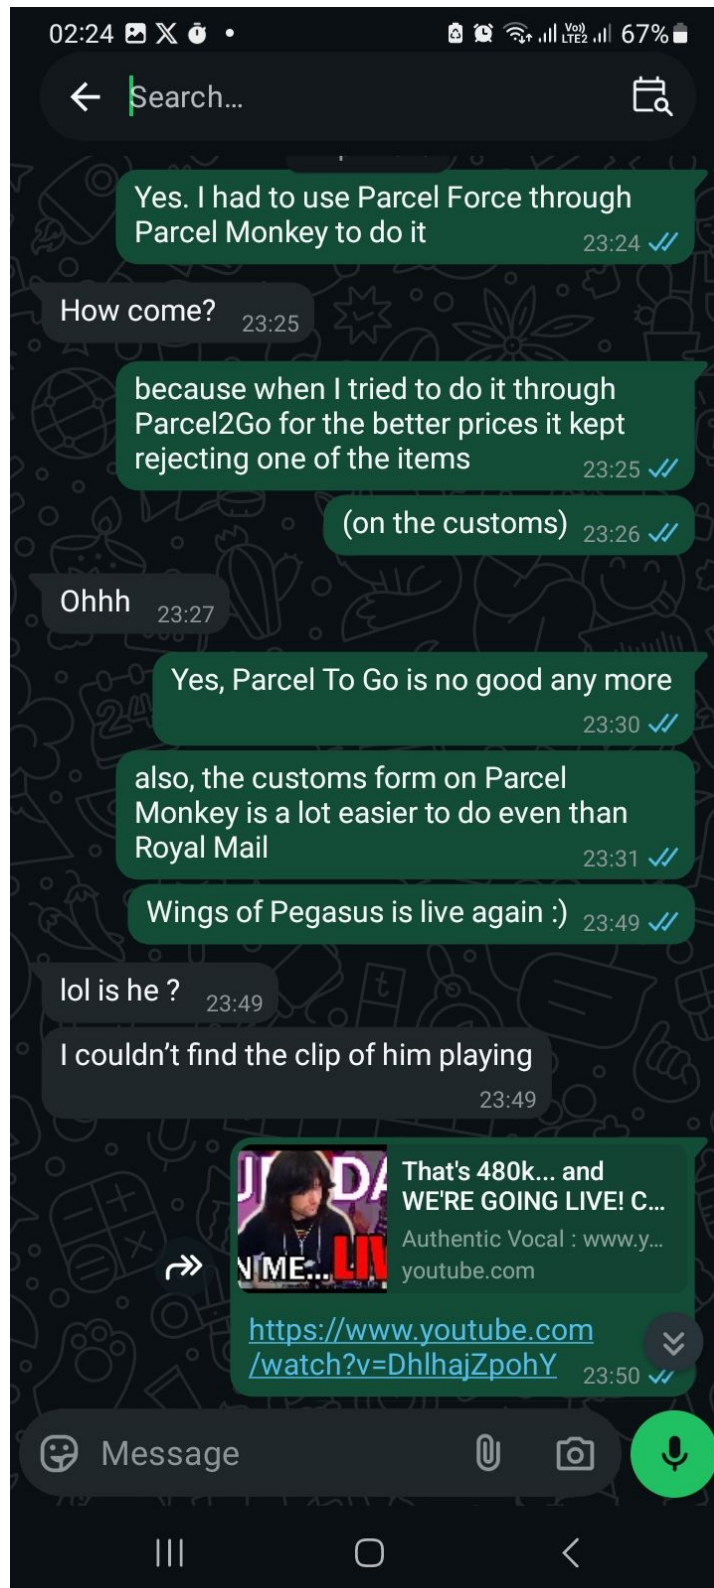 02:24
Vo))
LTE2
67%
Search...
Yes. I had to use Parcel Force through
Parcel Monkey to do it
23:24
How come?
23:25
because when I tried to do it through
Parcel2Go for the better prices it kept
rejecting one of the items
23:25
(on the customs)
23:26
Ohhh
23:27
Yes, Parcel To Go is no good any more
23:30
also, the customs form on Parcel
Monkey is a lot easier to do even than
Royal Mail
23:31
Wings of Pegasus is live again :)
23:49
lol is he ?
23:49
I couldn't find the clip of him playing
23:49
That's 480k... and
WE'RE GOING LIVE! C...
Authentic Vocal : www.y...
youtube.com
N ME... LIV
https://www.youtube.com
/watch?v=DhlhajZpohY
23:50
Message